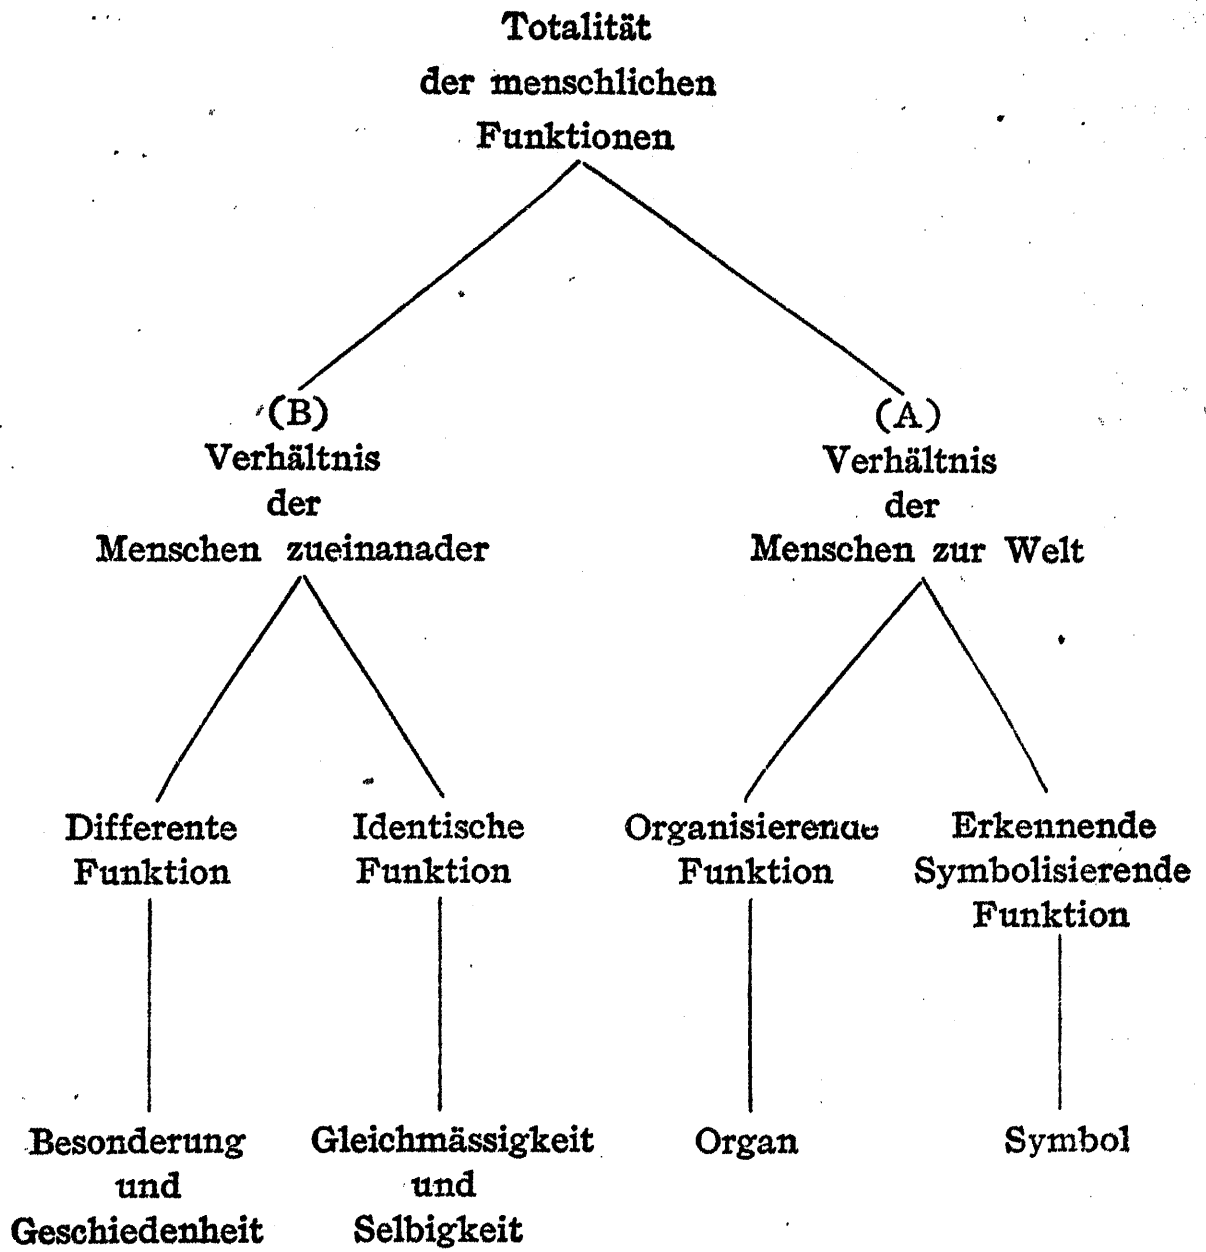 Totalität
der menschlichen
Funktionen
(B)
Verhältnis
der
Menschen zueinanader
(A)
Verhältnis
der
Menschen zur Welt
Differente
Funktion
Identische
Funktion
Organisierende
Funktion
Erkennende
Symbolisierende
Funktion
Besonderung
und
Geschiedenheit
Gleichmässigkeit
und
Selbigkeit
Organ
Symbol